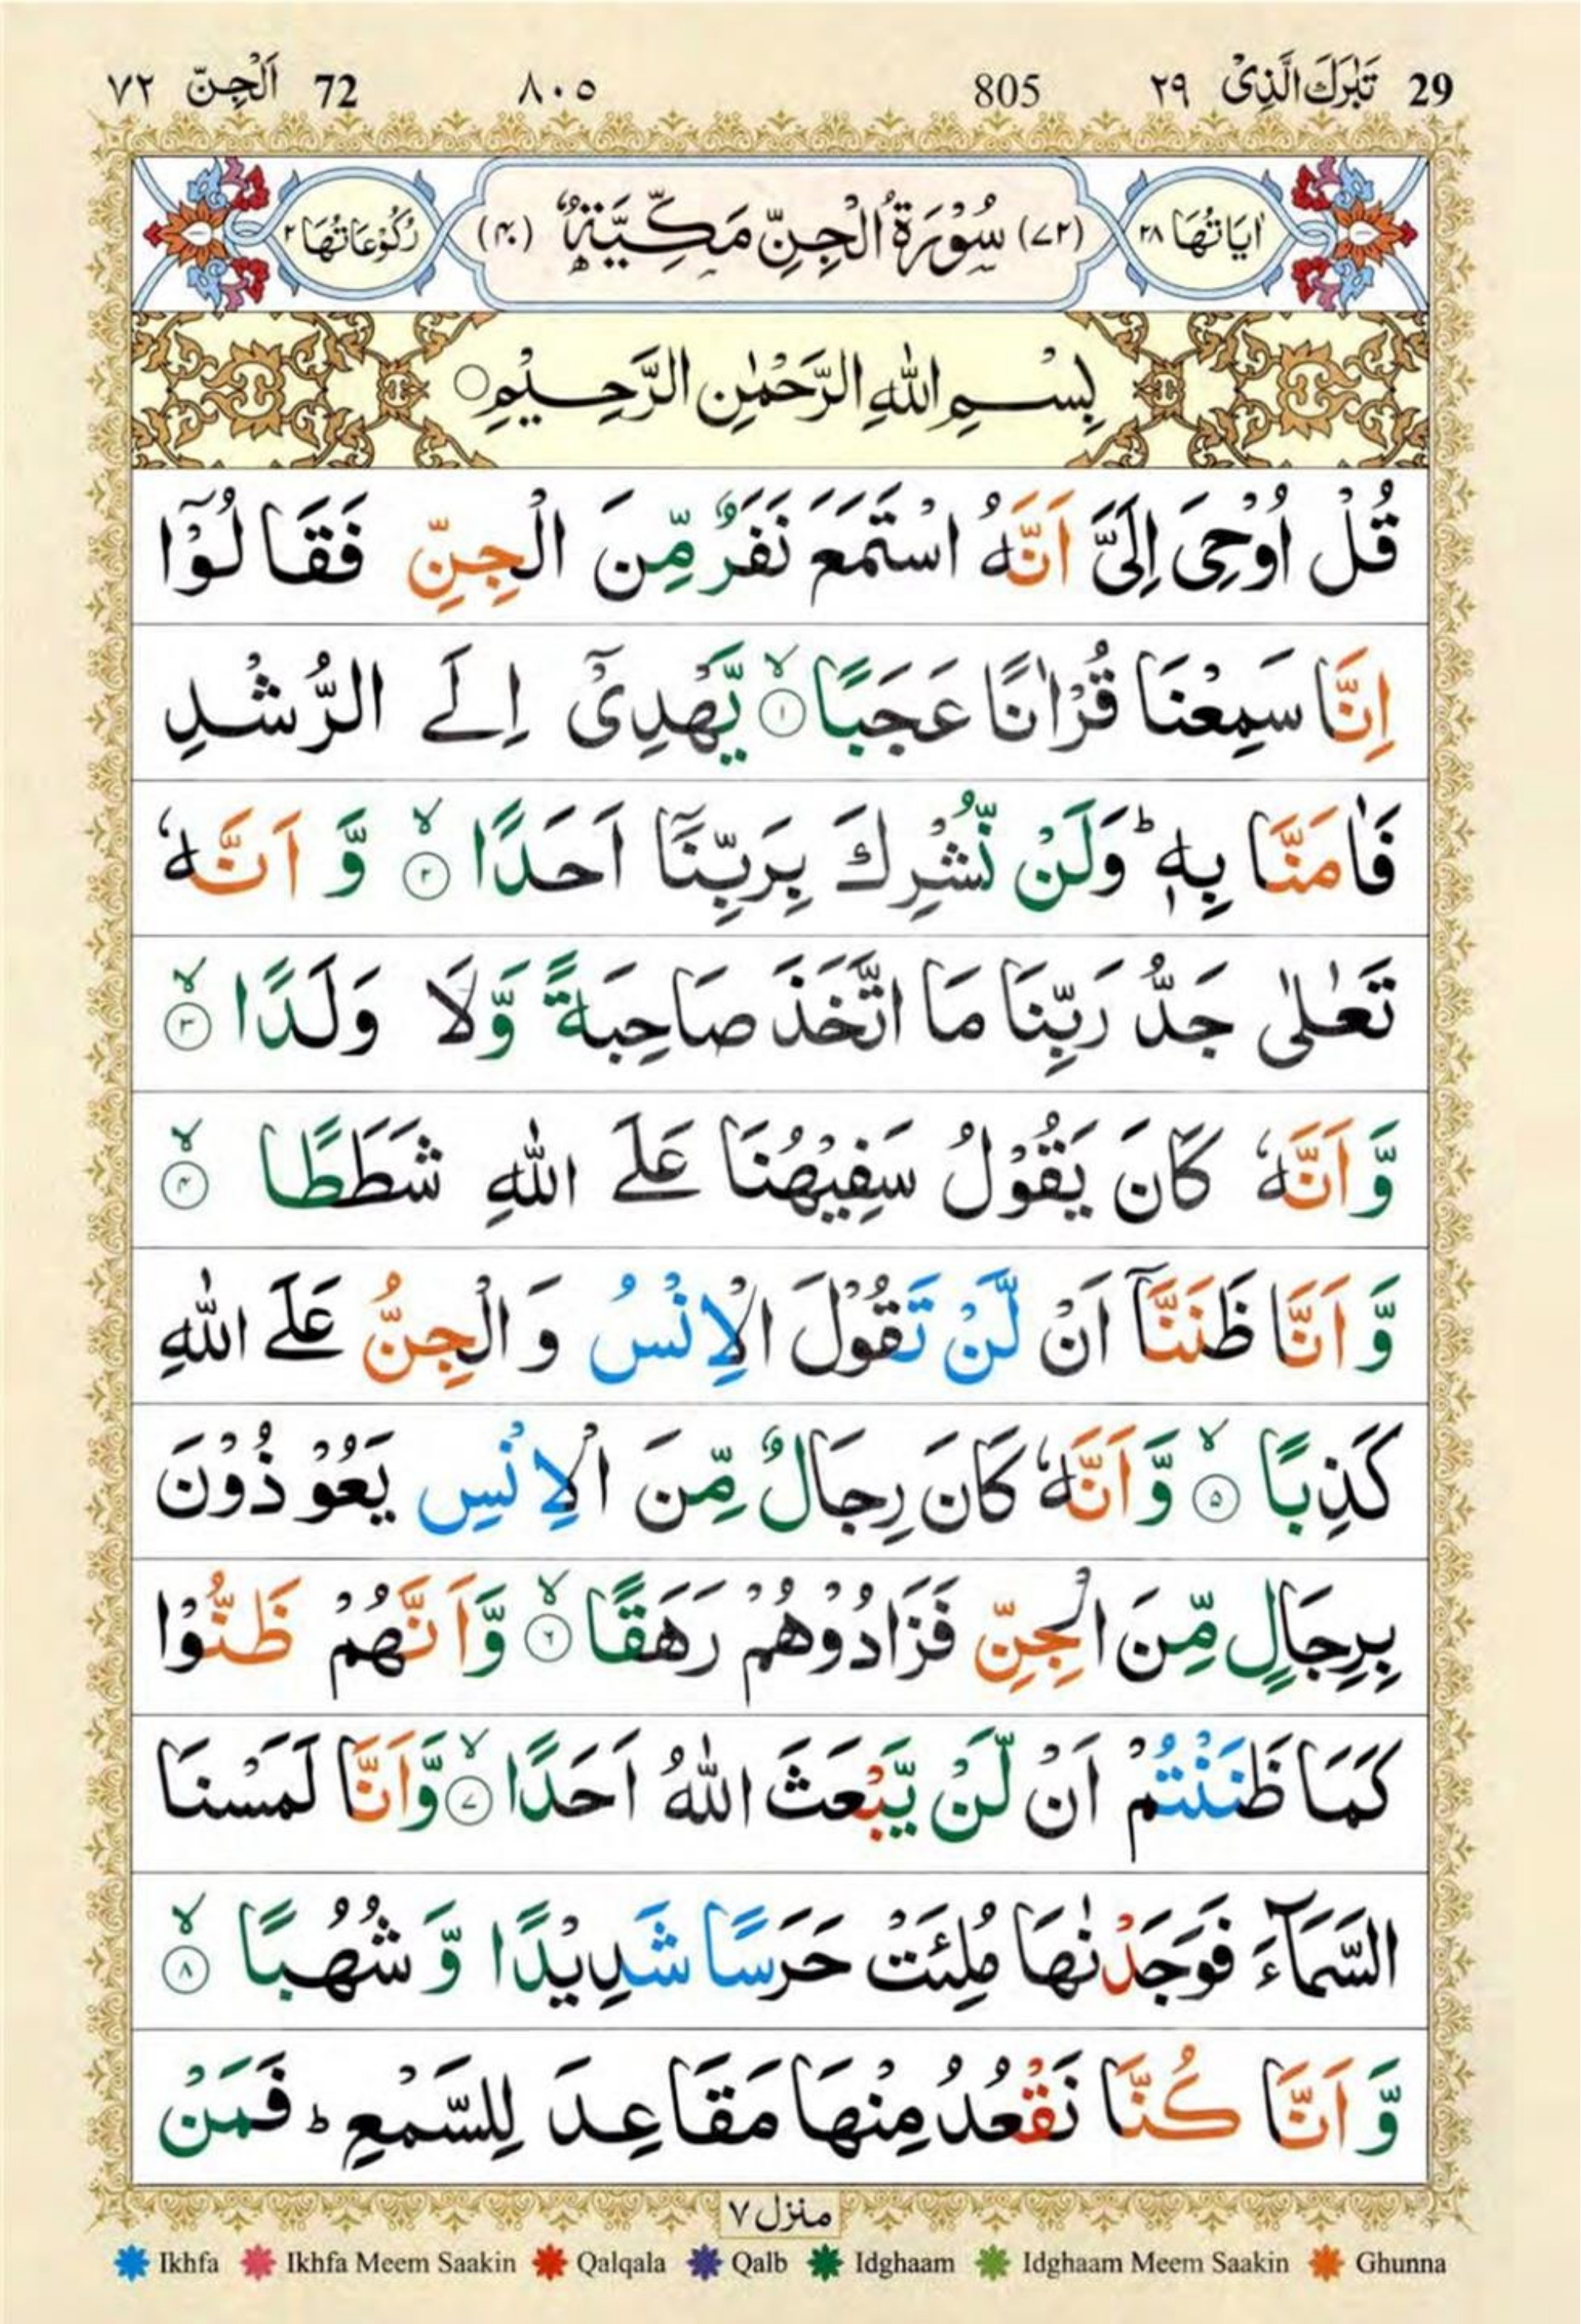 29 تَبٰرَكَ الَّذِیْ ٢٩ 805 ٨٠٥ 72 اَلْجِنّ ٧٢
اٰيَاتُهَا ٢٨ (٧٢) سُوْرَةُ الْجِنِّ مَكِّيَّةٌ (٤٠) رُكُوْعَاتُهَا ٢
بِسْمِ اللّٰهِ الرَّحْمٰنِ الرَّحِيْمِ○
قُلْ اُوْحِیَ اِلَیَّ اَنَّهُ اسْتَمَعَ نَفَرٌ مِّنَ الْجِنِّ فَقَالُوْۤا
اِنَّا سَمِعْنَا قُرْاٰنًا عَجَبًا ۙ﴿١﴾ يَّهْدِیْۤ اِلَی الرُّشْدِ
فَاٰمَنَّا بِهٖ ؕ وَلَنْ نُّشْرِكَ بِرَبِّنَاۤ اَحَدًا ۙ﴿٢﴾ وَّ اَنَّهٗ
تَعٰلٰی جَدُّ رَبِّنَا مَا اتَّخَذَ صَاحِبَةً وَّلَا وَلَدًا ۙ﴿٣﴾
وَّاَنَّهٗ كَانَ يَقُوْلُ سَفِيْهُنَا عَلَی اللّٰهِ شَطَطًا ۙ﴿٤﴾
وَّ اَنَّا ظَنَنَّاۤ اَنْ لَّنْ تَقُوْلَ الْاِنْسُ وَ الْجِنُّ عَلَی اللّٰهِ
كَذِبًا ۙ﴿٥﴾ وَّاَنَّهٗ كَانَ رِجَالٌ مِّنَ الْاِنْسِ يَعُوْذُوْنَ
بِرِجَالٍ مِّنَ الْجِنِّ فَزَادُوْهُمْ رَهَقًا ۙ﴿٦﴾ وَّاَنَّهُمْ ظَنُّوْا
كَمَا ظَنَنْتُمْ اَنْ لَّنْ يَّبْعَثَ اللّٰهُ اَحَدًا ۙ﴿٧﴾ وَّاَنَّا لَمَسْنَا
السَّمَآءَ فَوَجَدْنٰهَا مُلِئَتْ حَرَسًا شَدِيْدًا وَّ شُهُبًا ۙ﴿٨﴾
وَّ اَنَّا كُنَّا نَقْعُدُ مِنْهَا مَقَاعِدَ لِلسَّمْعِ ؕ فَمَنْ
منزل ٧
Ikhfa Ikhfa Meem Saakin Qalqala Qalb Idghaam Idghaam Meem Saakin Ghunna